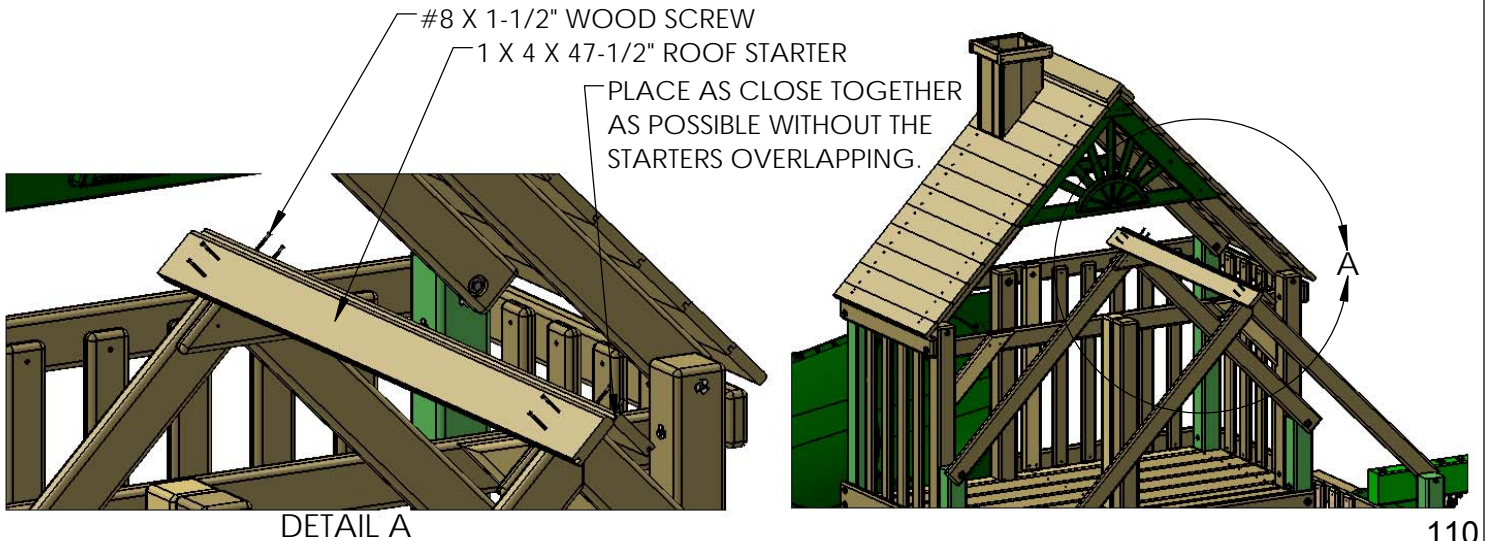 #8 X 1-1/2" WOOD SCREW
1 X 4 X 47-1/2" ROOF STARTER
PLACE AS CLOSE TOGETHER
AS POSSIBLE WITHOUT THE
STARTERS OVERLAPPING.
A
DETAIL A
110